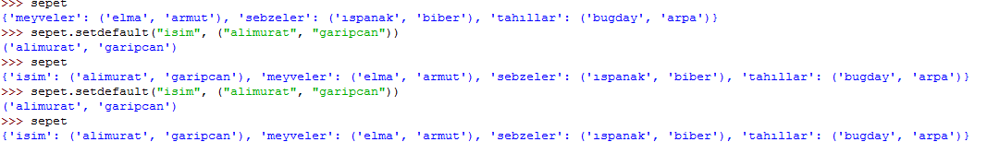 >>> sepet
{'meyveler': ('elma', 'armut'), 'sebzeler': ('ıspanak', 'biber'), 'tahıllar': ('bugday', 'arpa')}
>>> sepet.setdefault("isim", ("alimurat", "garipcan"))
('alimurat', 'garipcan')
>>> sepet
{'isim': ('alimurat', 'garipcan'), 'meyveler': ('elma', 'armut'), 'sebzeler': ('ıspanak', 'biber'), 'tahıllar': ('bugday', 'arpa')}
>>> sepet.setdefault("isim", ("alimurat", "garipcan"))
('alimurat', 'garipcan')
>>> sepet
{'isim': ('alimurat', 'garipcan'), 'meyveler': ('elma', 'armut'), 'sebzeler': ('ıspanak', 'biber'), 'tahıllar': ('bugday', 'arpa')}